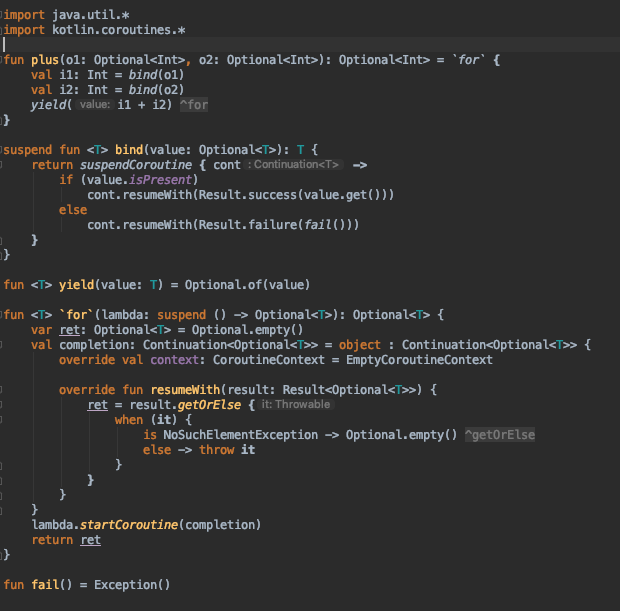 import java.util.*
import kotlin.coroutines.*
fun plus(o1: Optional<Int>, o2: Optional<Int>): Optional<Int> = `for` {
val i1: Int = bind(o1)
val i2: Int = bind(o2)
yield( value: i1 + i2) ^for
}
suspend fun <T> bind(value: Optional<T>): T {
return suspendCoroutine { cont : Continuation<T> ->
if (value.isPresent)
cont.resumeWith(Result.success(value.get()))
else
cont.resumeWith(Result.failure(fail()))
}
}
fun <T> yield(value: T) = Optional.of(value)
fun <T> `for`(lambda: suspend () -> Optional<T>): Optional<T> {
var ret: Optional<T> = Optional.empty()
val completion: Continuation<Optional<T>> = object : Continuation<Optional<T>> {
override val context: CoroutineContext = EmptyCoroutineContext
override fun resumeWith(result: Result<Optional<T>>) {
ret = result.getOrElse { it: Throwable
when (it) {
is NoSuchElementException -> Optional.empty() ^getOrElse
else -> throw it
}
}
}
}
lambda.startCoroutine(completion)
return ret
}
fun fail() = Exception()